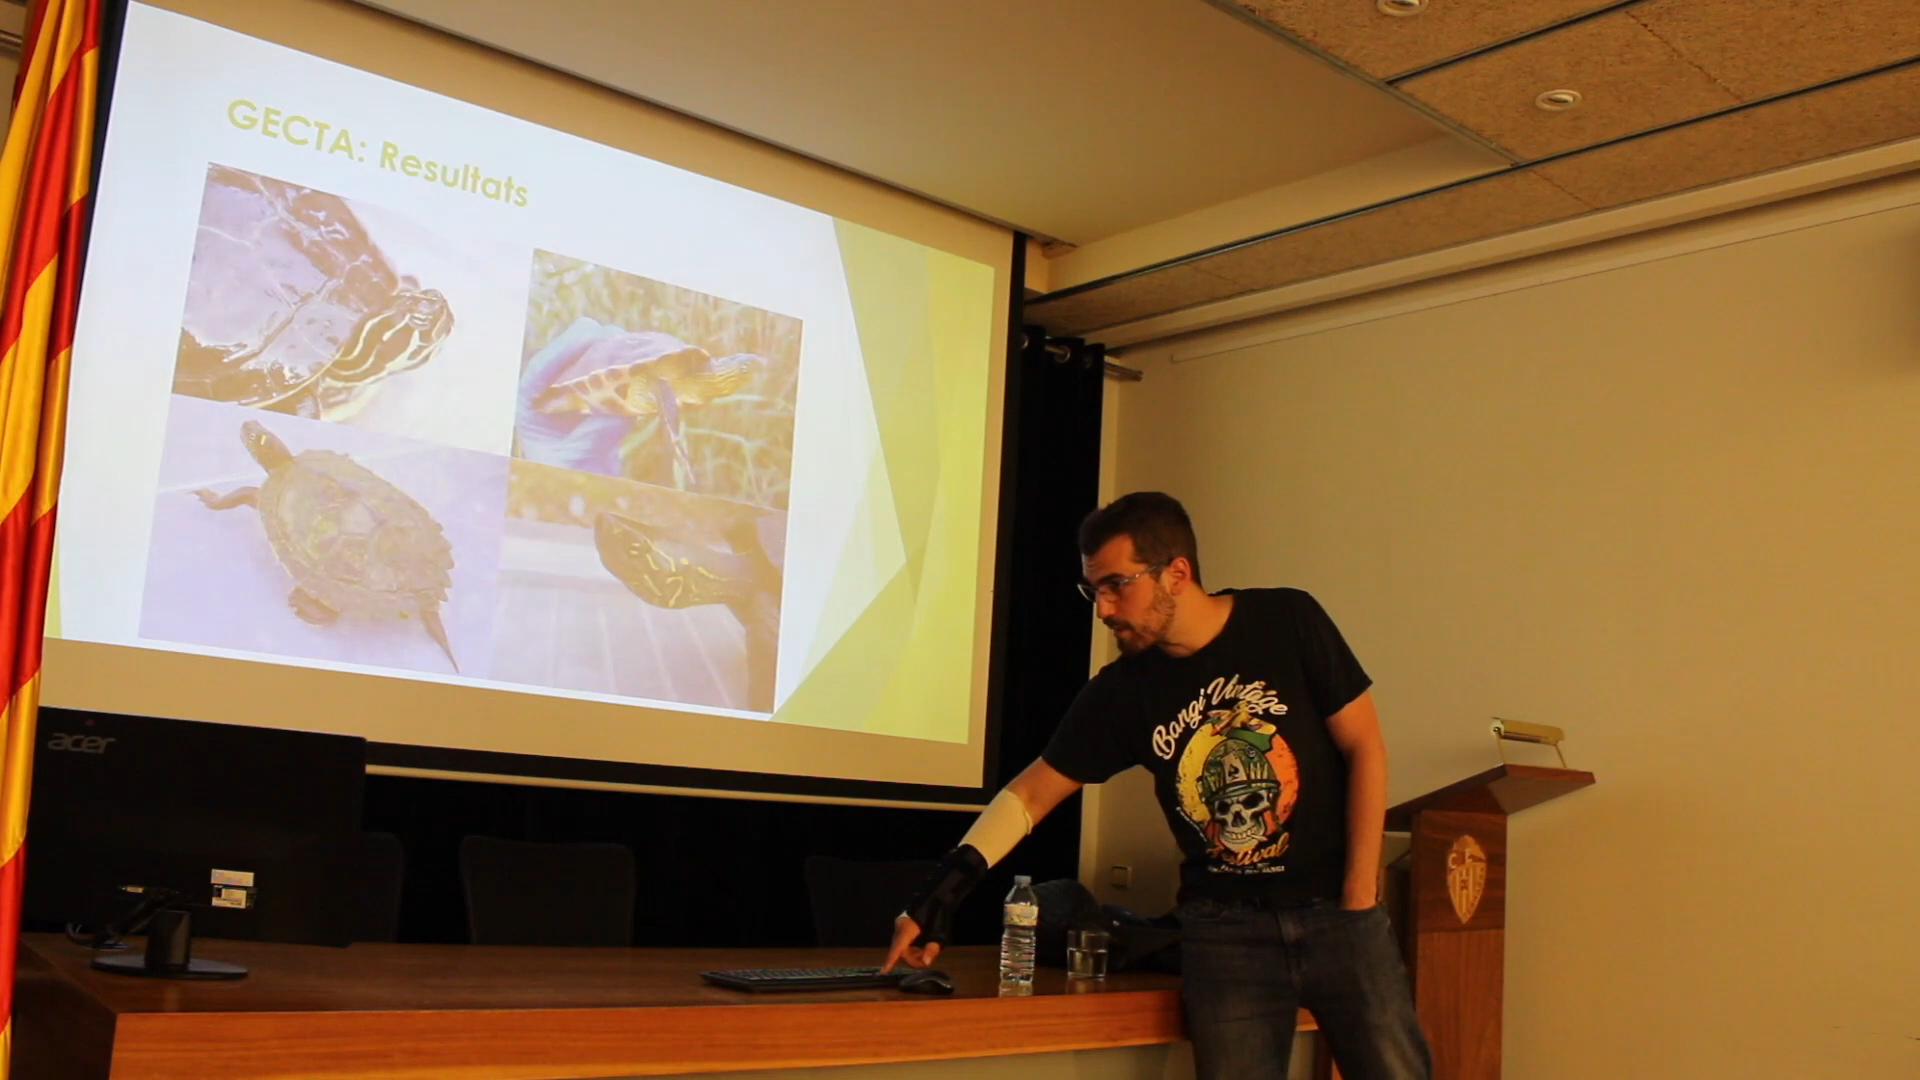 GECTA: Resultats
acer
Bangi Vintage
Festival
C E